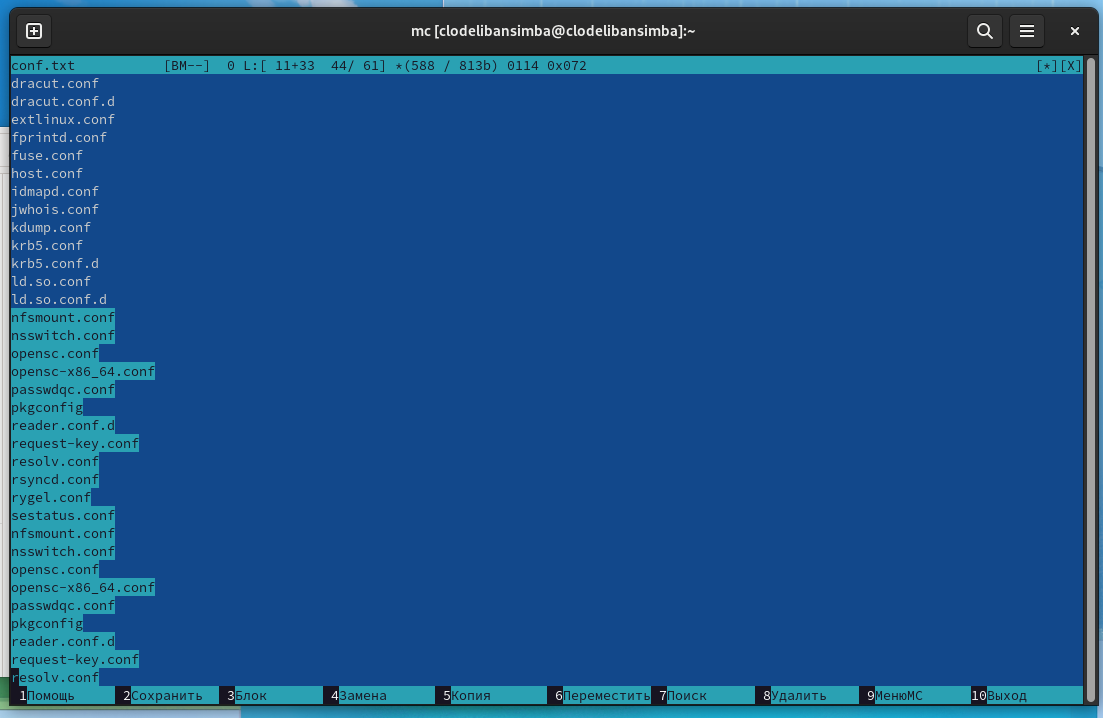 mc [clodelibansimba@clodelibansimba]:~
conf.txt [BM--] 0 L:[ 11+33 44/ 61] *(588 / 813b) 0114 0x072 [*][X]
dracut.conf
dracut.conf.d
extlinux.conf
fprintd.conf
fuse.conf
host.conf
idmapd.conf
jwhois.conf
kdump.conf
krb5.conf
krb5.conf.d
ld.so.conf
ld.so.conf.d
nfsmount.conf
nsswitch.conf
opensc.conf
opensc-x86_64.conf
passwdqc.conf
pkgconfig
reader.conf.d
request-key.conf
resolv.conf
rsyncd.conf
rygel.conf
sestatus.conf
nfsmount.conf
nsswitch.conf
opensc.conf
opensc-x86_64.conf
passwdqc.conf
pkgconfig
reader.conf.d
request-key.conf
resolv.conf
1Помощь 2Сохранить 3Блок 4Замена 5Копия 6Переместить 7Поиск 8Удалить 9МенюMC 10Выход